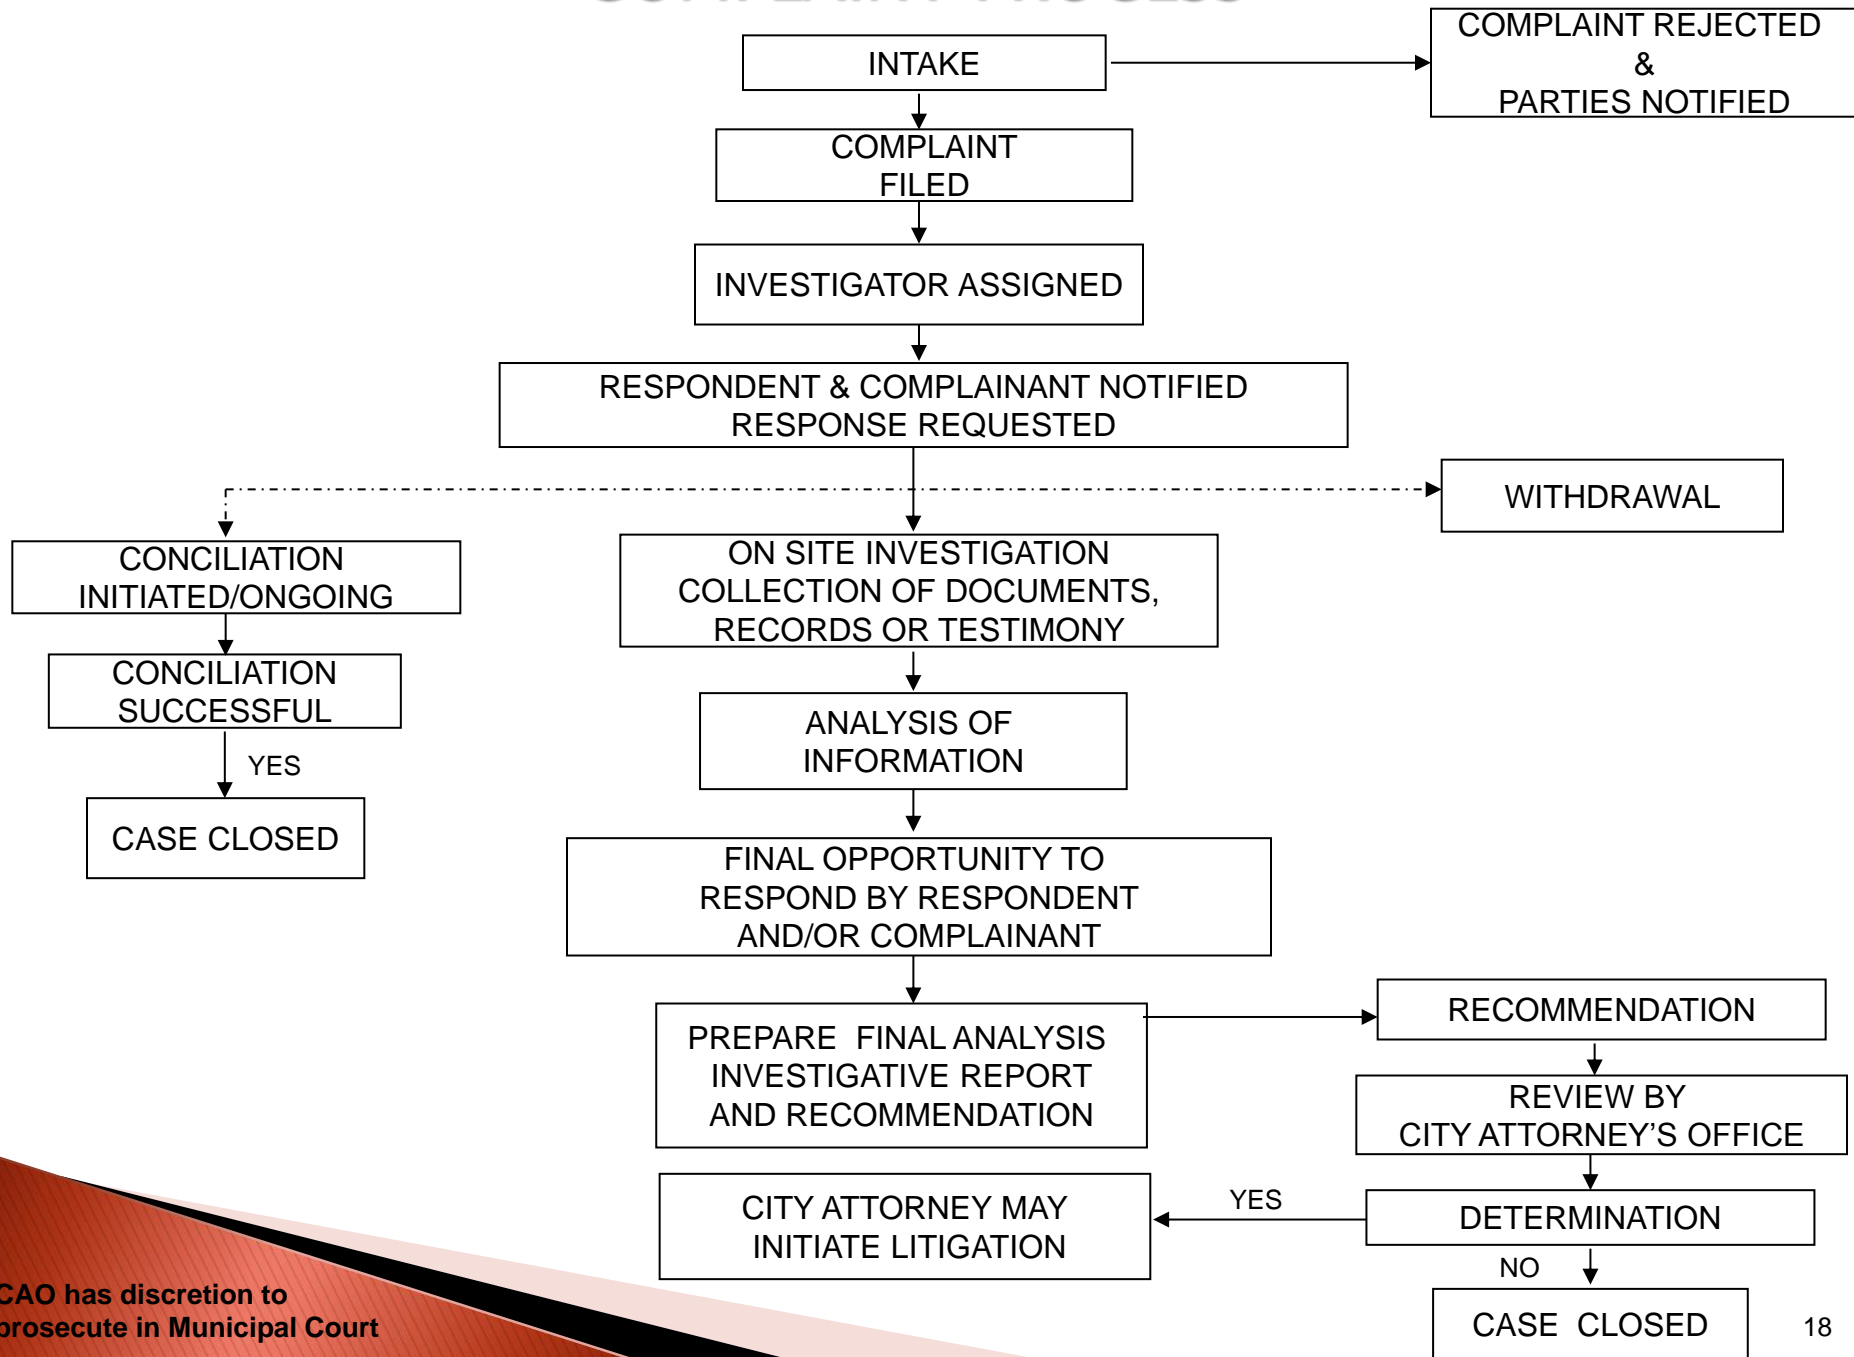 INTAKE
COMPLAINT REJECTED
&
PARTIES NOTIFIED
COMPLAINT
FILED
INVESTIGATOR ASSIGNED
RESPONDENT & COMPLAINANT NOTIFIED
RESPONSE REQUESTED
WITHDRAWAL
CONCILIATION
INITIATED/ONGOING
ON SITE INVESTIGATION
COLLECTION OF DOCUMENTS,
RECORDS OR TESTIMONY
CONCILIATION
SUCCESSFUL
YES
CASE CLOSED
ANALYSIS OF
INFORMATION
FINAL OPPORTUNITY TO
RESPOND BY RESPONDENT
AND/OR COMPLAINANT
PREPARE FINAL ANALYSIS
INVESTIGATIVE REPORT
AND RECOMMENDATION
RECOMMENDATION
REVIEW BY
CITY ATTORNEY'S OFFICE
DETERMINATION
YES
CITY ATTORNEY MAY
INITIATE LITIGATION
NO
CASE CLOSED
CAO has discretion to
prosecute in Municipal Court
18